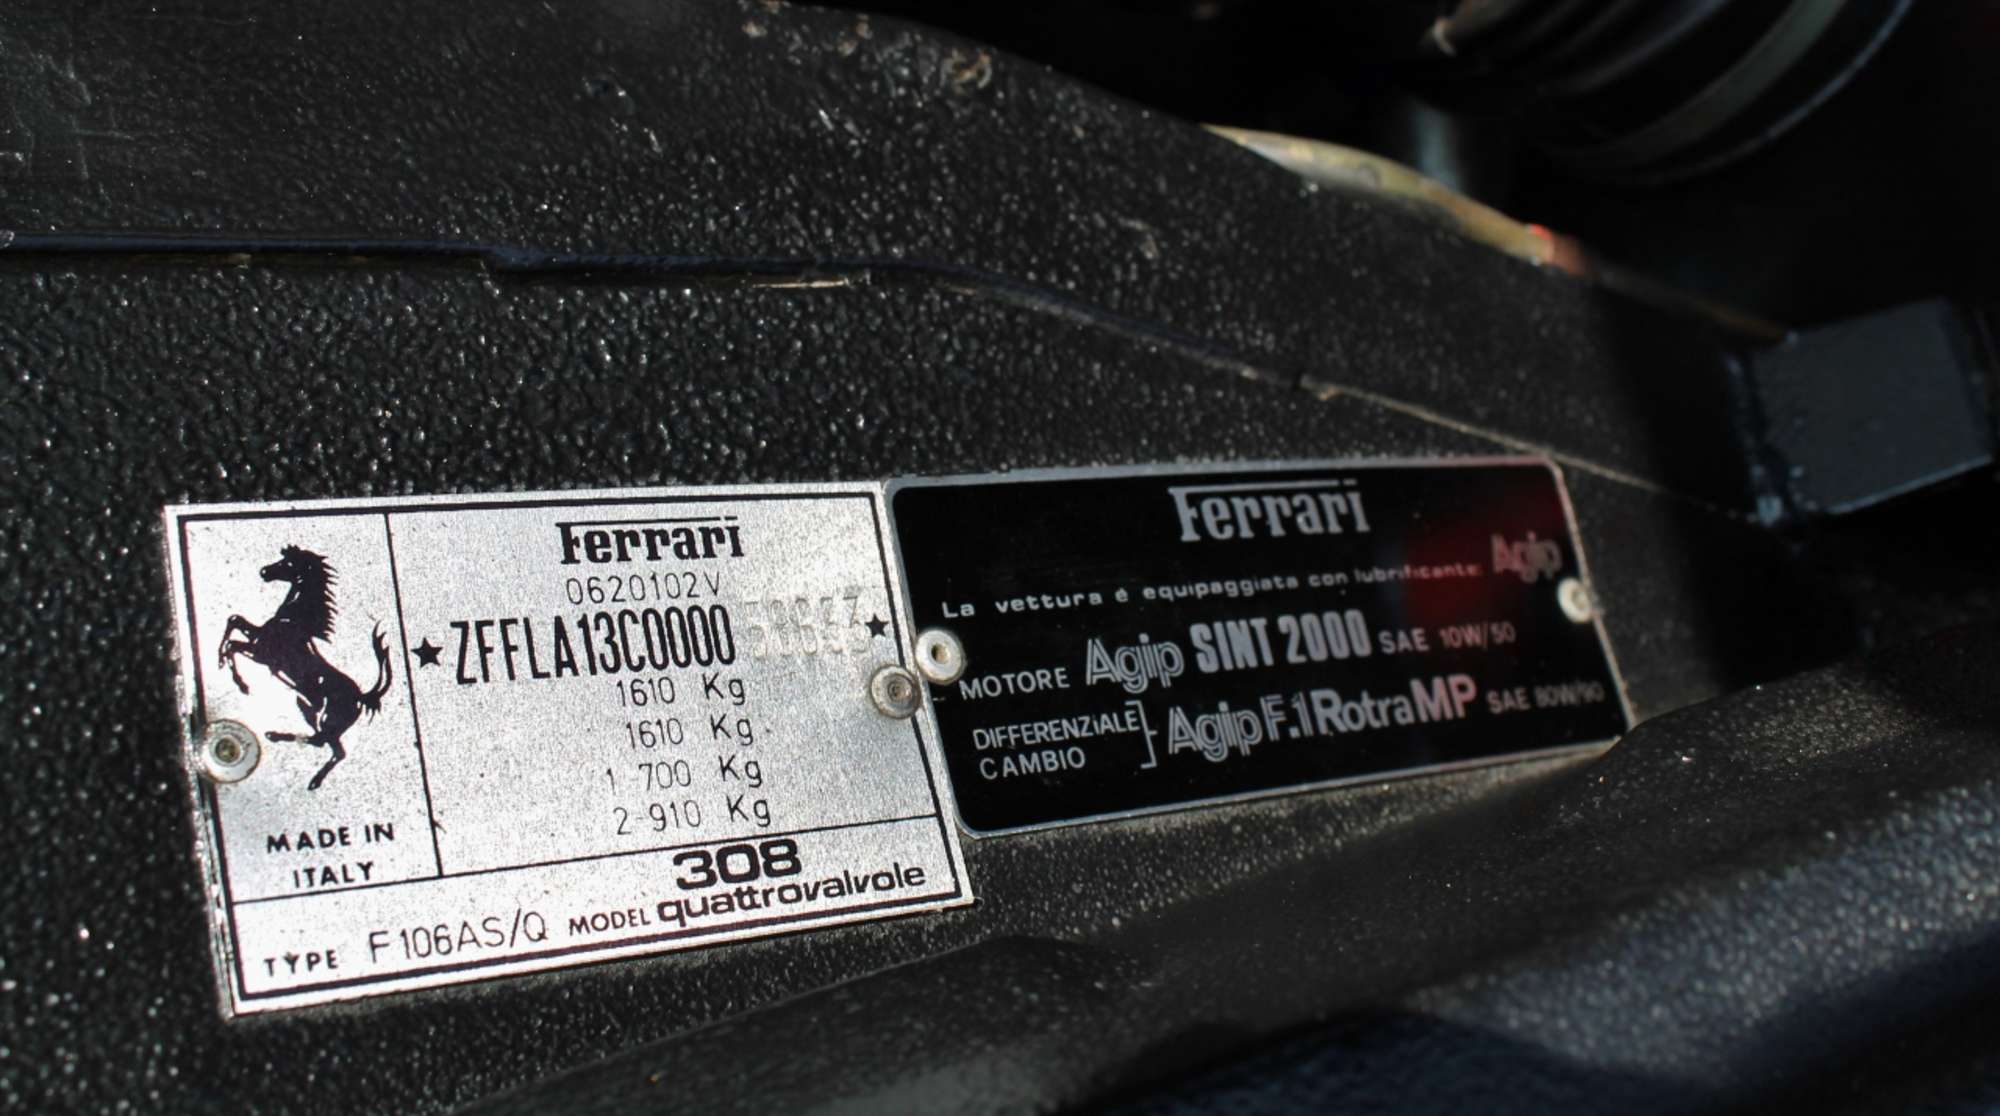 Ferrari
0620102V
★ZFFLA13C0000
1610 Kg
1610 Kg
1-700 Kg
2-910 Kg
MADE IN
ITALY
TYPE F106AS/Q MODEL 308 quattrovalvole
Ferrari
La vettura é equipaggiata con lubrificante: Agip
MOTORE Agip SINT 2000 SAE 10W/50
DIFFERENZIALE
CAMBIO } Agip F.1 Rotra MP SAE 80W/90